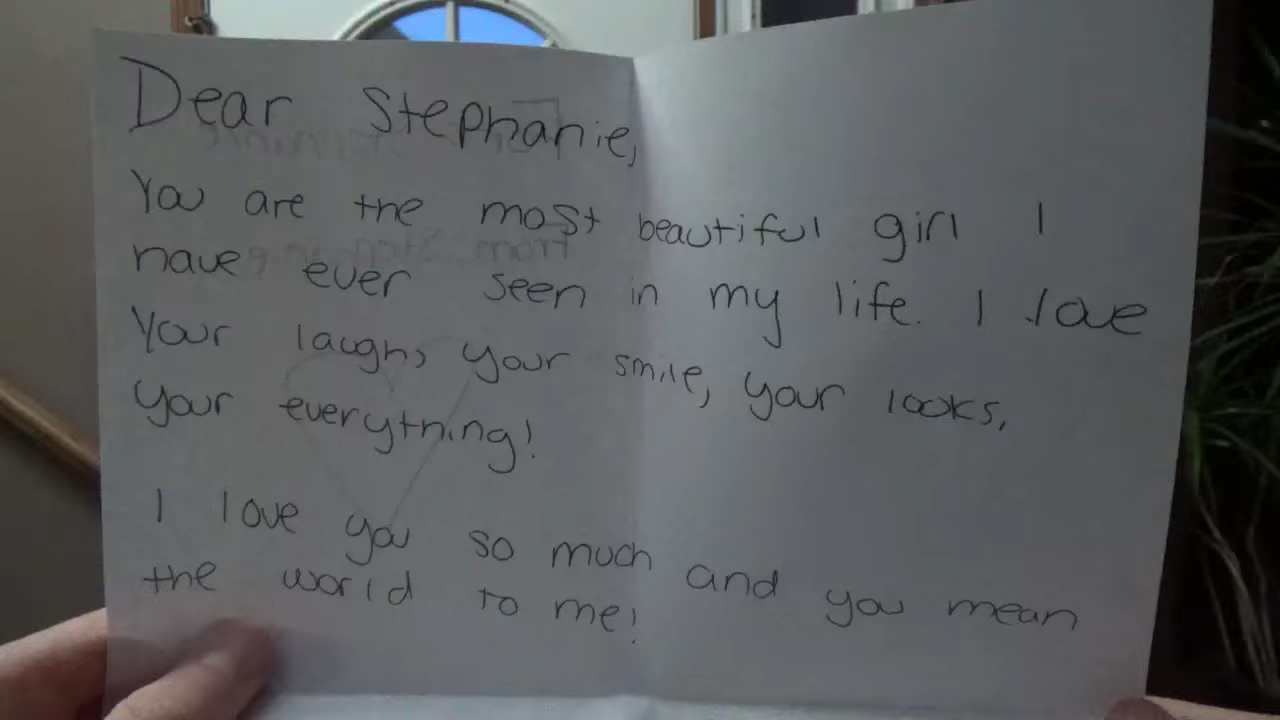 Dear Stephanie,
You are the most beautiful girl I
have ever seen in my life. I love
Your laugh, your smile, your looks,
your everything!
I love you so much and you mean
the world to me!